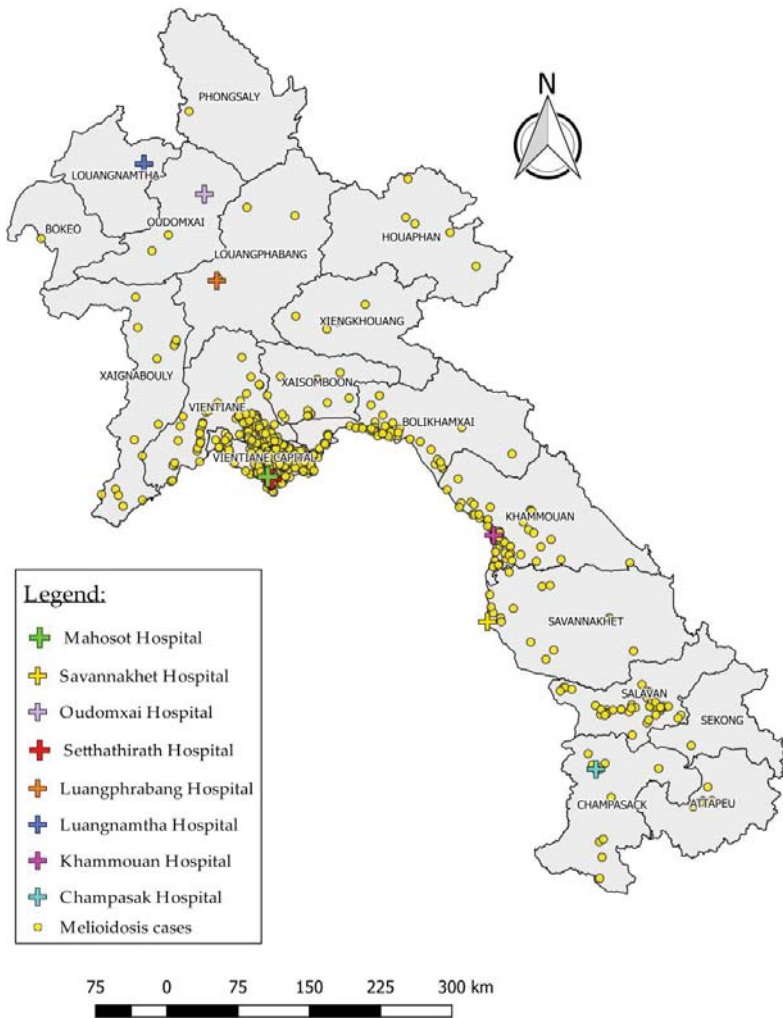 N
PHONGSALY
LOUANGNAMTHA
BOKEO
OUDOMXAI
LOUANGPHABANG
HOUAPHAN
XIENGKHOUANG
XAIGNABOULY
XAISOMBOON
VIENTIANE
BOLIKHAMXAI
VIENTIANE CAPITAL
KHAMMOUAN
SAVANNAKHET
SALAVAN
SEKONG
CHAMPASACK
ATTAPEU
Legend:
Mahosot Hospital
Savannakhet Hospital
Oudomxai Hospital
Setthathirath Hospital
Luangphrabang Hospital
Luangnamtha Hospital
Khammouan Hospital
Champasak Hospital
Melioidosis cases
75 0 75 150 225 300 km